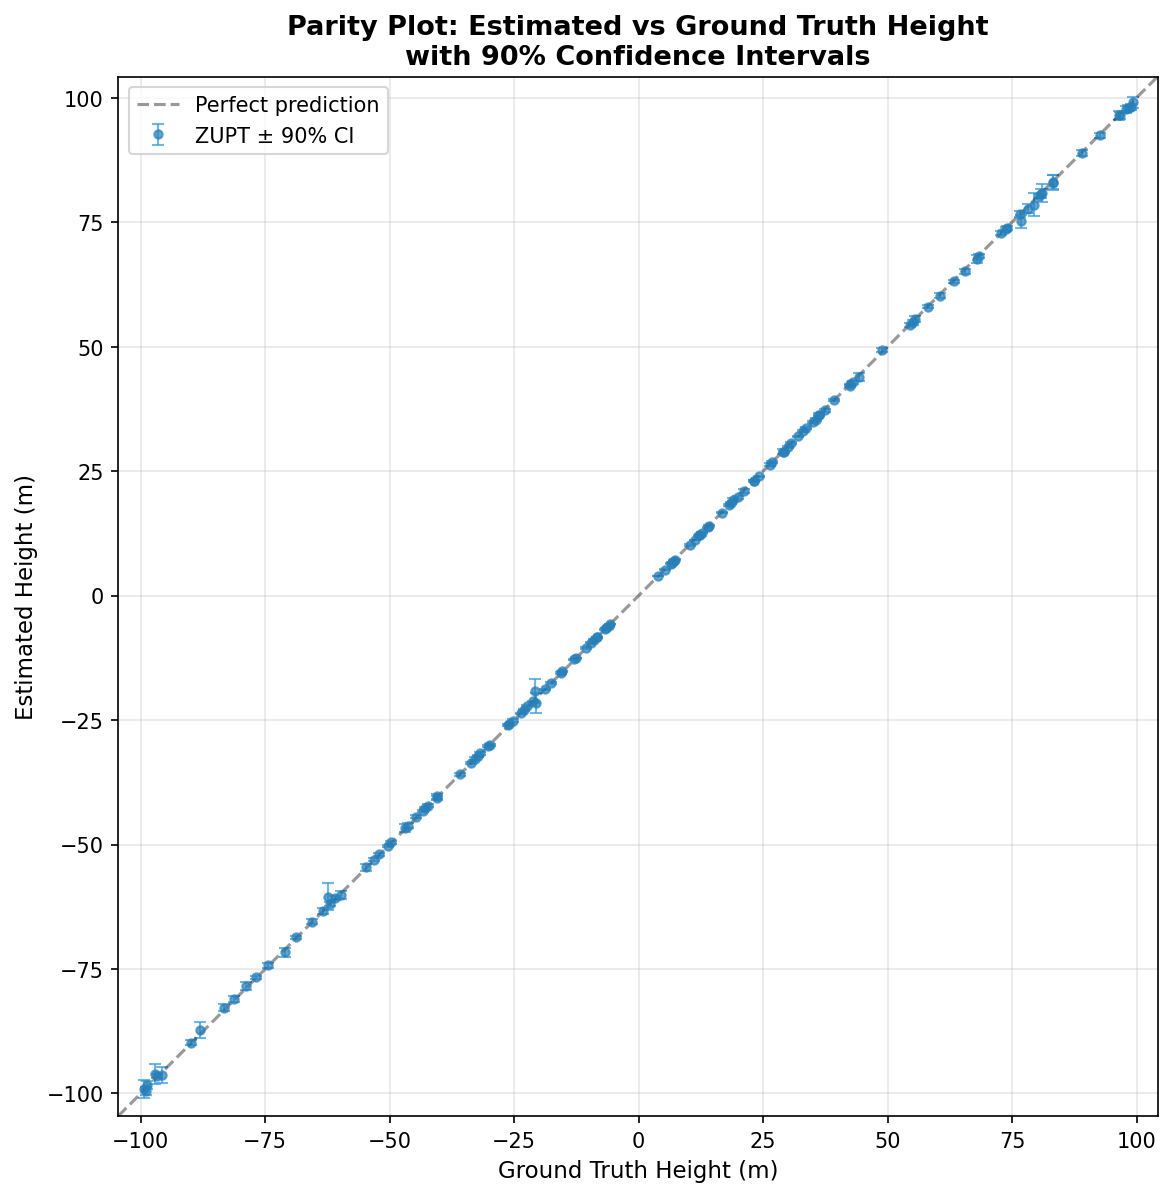 Parity Plot: Estimated vs Ground Truth Height
with 90% Confidence Intervals
Perfect prediction
ZUPT ± 90% CI
100
75
50
25
0
−25
−50
−75
−100
Estimated Height (m)
−100 −75 −50 −25 0 25 50 75 100
Ground Truth Height (m)